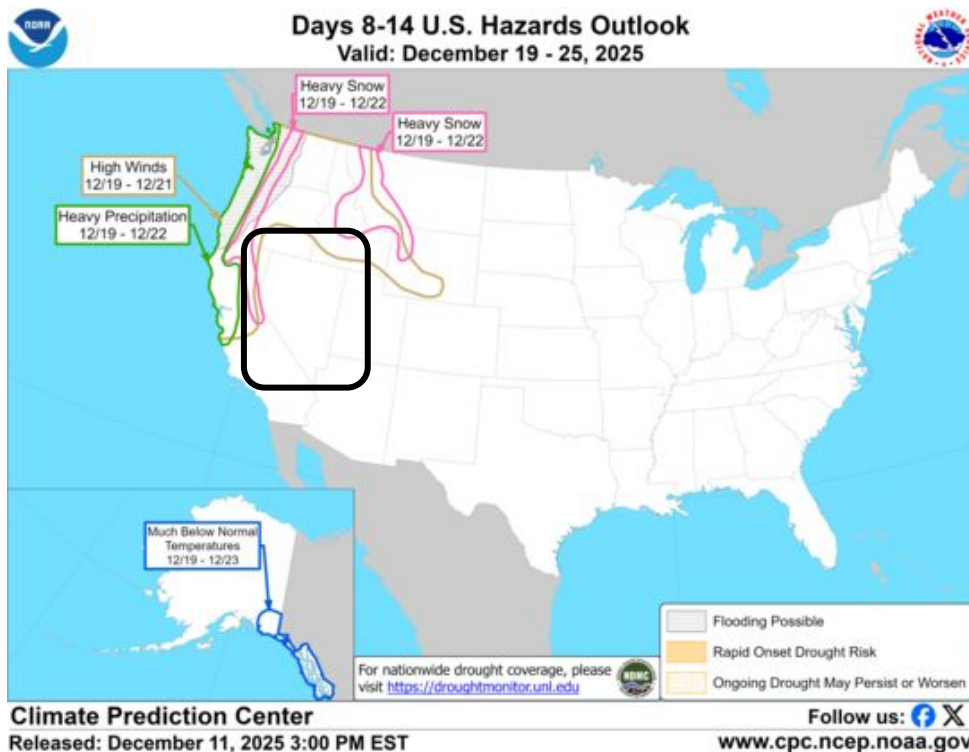 NOAA
Days 8-14 U.S. Hazards Outlook
Valid: December 19 - 25, 2025
Heavy Snow
12/19 - 12/22
Heavy Snow
12/19 - 12/22
High Winds
12/19 - 12/21
Heavy Precipitation
12/19 - 12/22
Much Below Normal
Temperatures
12/19 - 12/23
For nationwide drought coverage, please
visit https://droughtmonitor.unl.edu
NDMC
Flooding Possible
Rapid Onset Drought Risk
Ongoing Drought May Persist or Worsen
Climate Prediction Center
Released: December 11, 2025 3:00 PM EST
Follow us:
www.cpc.ncep.noaa.gov